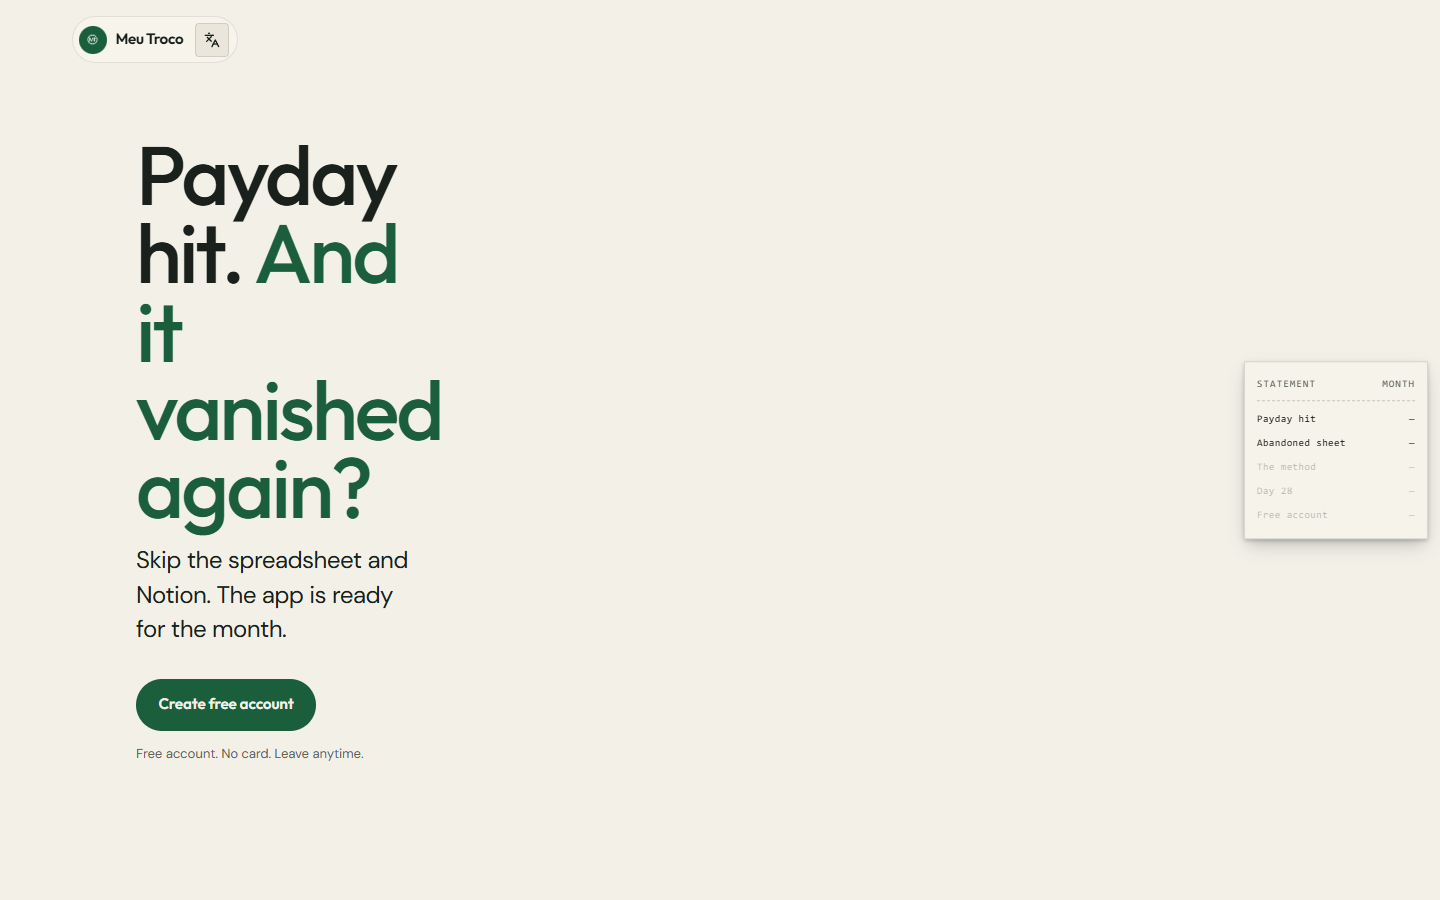 Meu Troco
Payday
hit. And
it
vanished
again?
Skip the spreadsheet and
Notion. The app is ready
for the month.
Create free account
Free account. No card. Leave anytime.
STATEMENT MONTH
Payday hit —
Abandoned sheet —
The method —
Day 28 —
Free account —